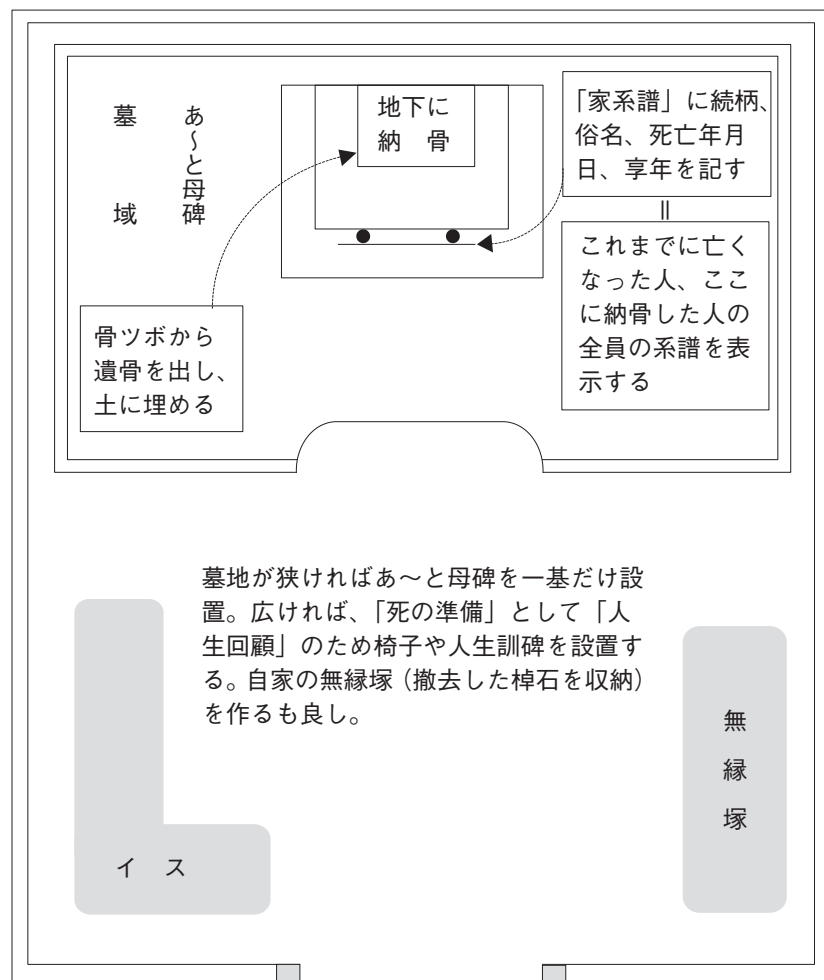 墓域
あ〜と母碑
地下に
納 骨
「家系譜」に続柄、
俗名、死亡年月
日、享年を記す
=
これまでに亡く
なった人、ここ
に納骨した人の
全員の系譜を表
示する
骨ツボから
遺骨を出し、
土に埋める
墓地が狭ければあ〜と母碑を一基だけ設
置。広ければ、「死の準備」として「人
生回顧」のため椅子や人生訓碑を設置す
る。自家の無縁塚(撤去した棹石を収納)
を作るも良し。
無縁塚
イ ス